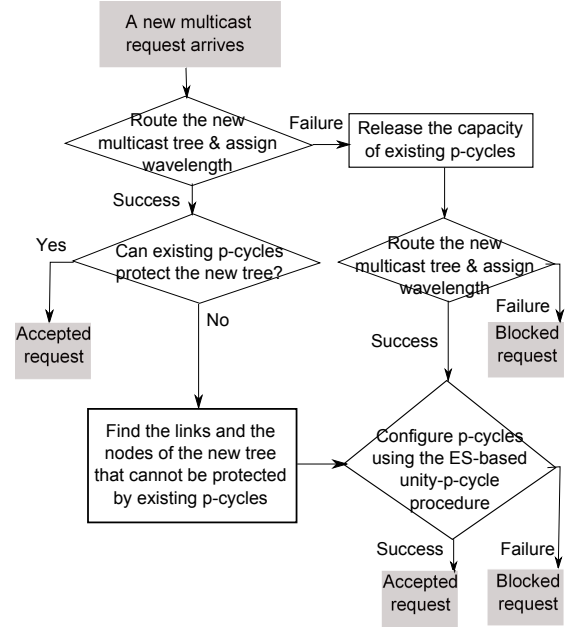 A new multicast
request arrives
Route the new
multicast tree & assign
wavelength
Failure
Release the capacity
of existing p-cycles
Success
Yes
Can existing p-cycles
protect the new tree?
Route the new
multicast tree & assign
wavelength
Failure
Accepted
request
No
Success
Blocked
request
Find the links and the
nodes of the new tree
that cannot be protected
by existing p-cycles
Configure p-cycles
using the ES-based
unity-p-cycle
procedure
Success
Failure
Accepted
request
Blocked
request